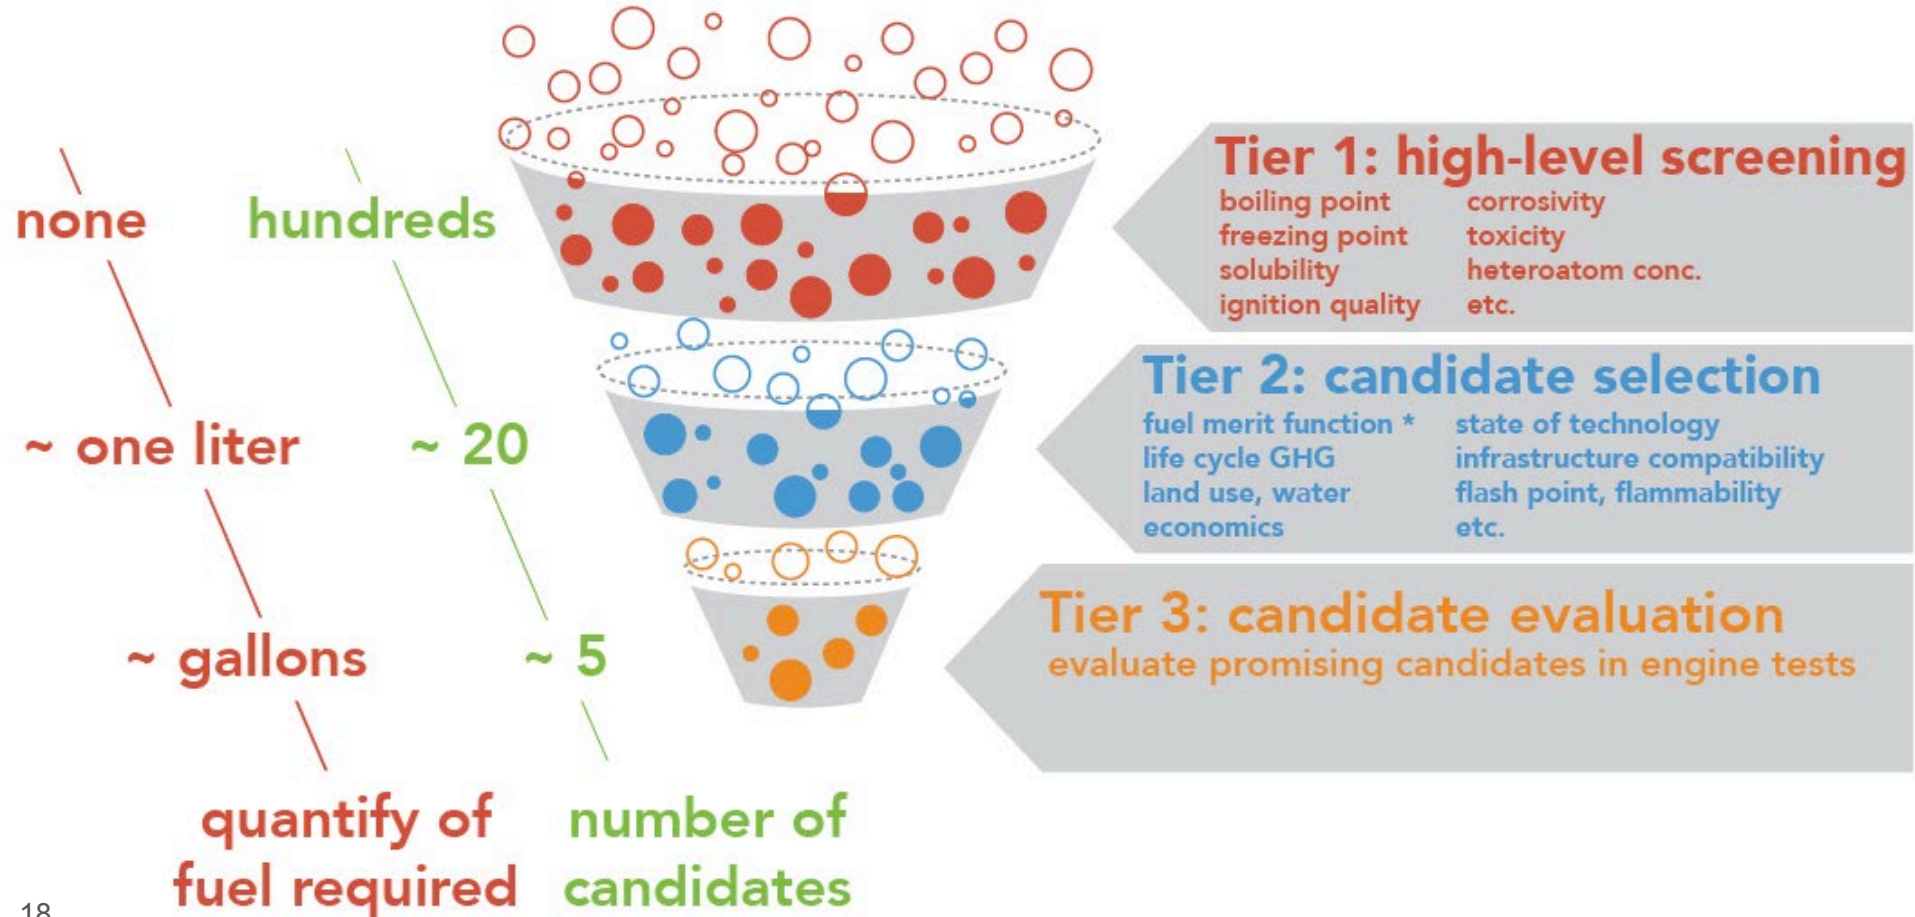 none
hundreds
~ one liter
~ 20
~ gallons
~ 5
quantify of
fuel required
number of
candidates
Tier 1: high-level screening
boiling point
freezing point
solubility
ignition quality
corrosivity
toxicity
heteroatom conc.
etc.
Tier 2: candidate selection
fuel merit function *
life cycle GHG
land use, water
economics
state of technology
infrastructure compatibility
flash point, flammability
etc.
Tier 3: candidate evaluation
evaluate promising candidates in engine tests
18